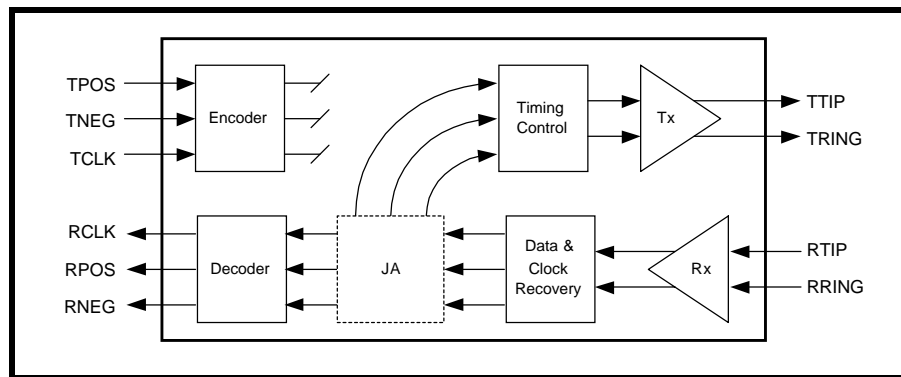 TPOS
TNEG
TCLK
Encoder
Timing
Control
Tx
TTIP
TRING
RCLK
RPOS
RNEG
Decoder
JA
Data &
Clock
Recovery
Rx
RTIP
RRING